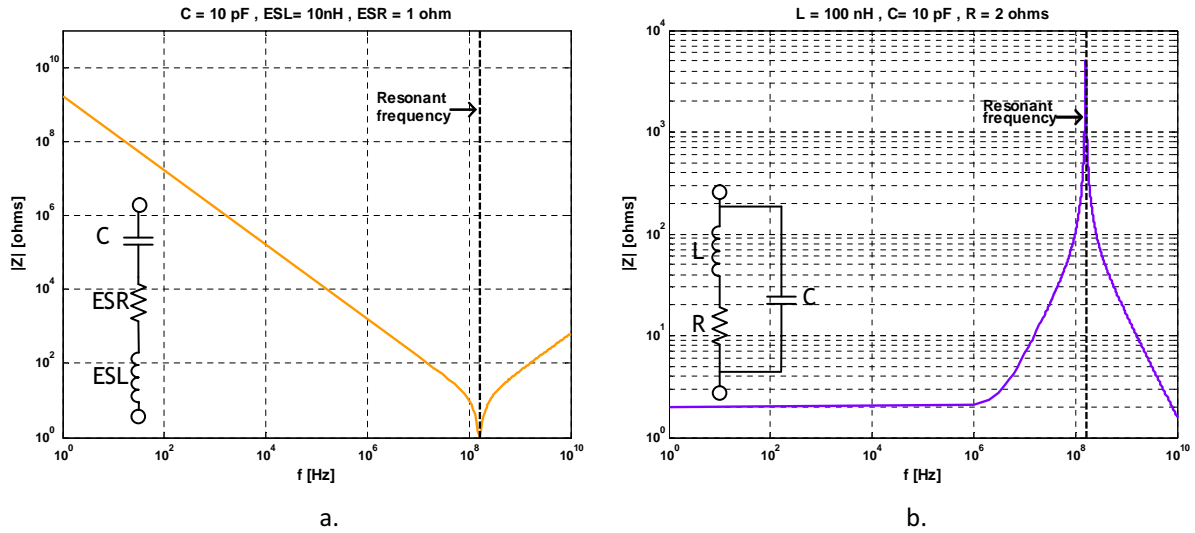 C = 10 pF , ESL= 10nH , ESR = 1 ohm
10^10
10^8
10^6
10^4
10^2
10^0
|Z| [ohms]
Resonant
frequency
C
ESR
ESL
10^0 10^2 10^4 10^6 10^8 10^10
f [Hz]
a.
L = 100 nH , C= 10 pF , R = 2 ohms
10^4
10^3
10^2
10^1
10^0
|Z| [ohms]
Resonant
frequency
L
C
R
10^0 10^2 10^4 10^6 10^8 10^10
f [Hz]
b.